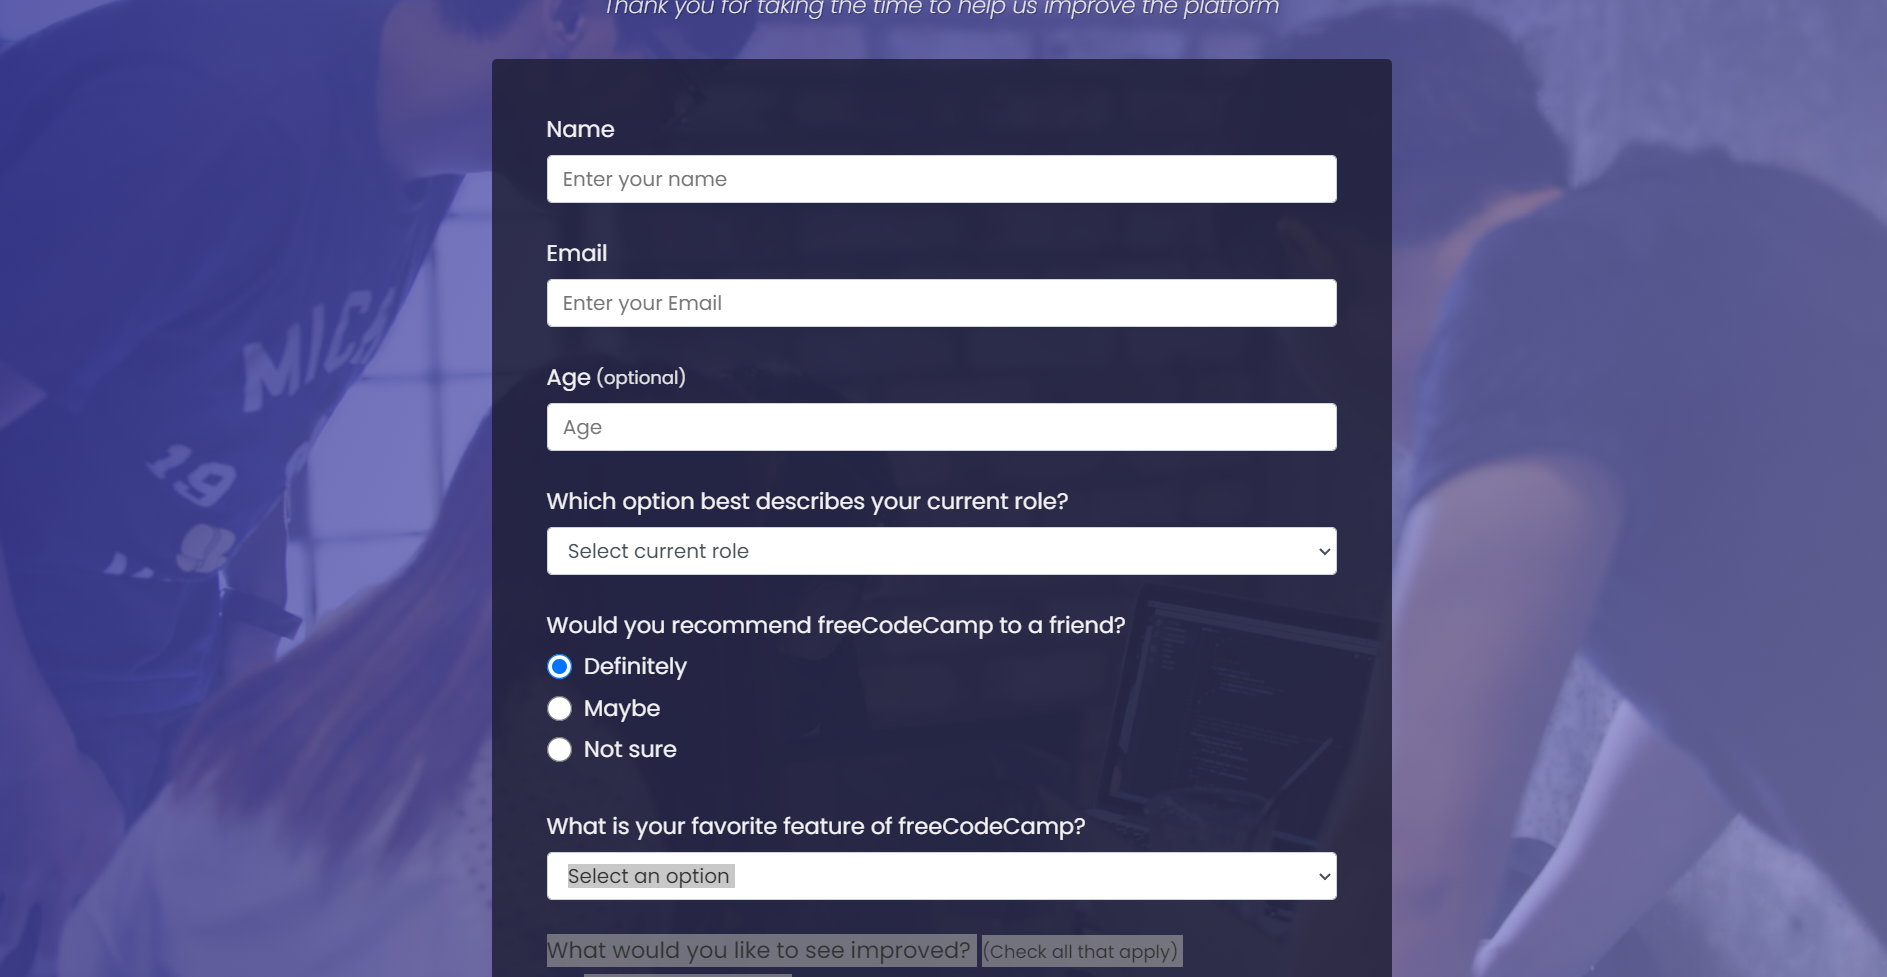 Thank you for taking the time to help us improve the platform
Name
Enter your name
Email
Enter your Email
Age (optional)
Age
Which option best describes your current role?
Select current role
Would you recommend freeCodeCamp to a friend?
Definitely
Maybe
Not sure
What is your favorite feature of freeCodeCamp?
Select an option
What would you like to see improved? (Check all that apply)
19